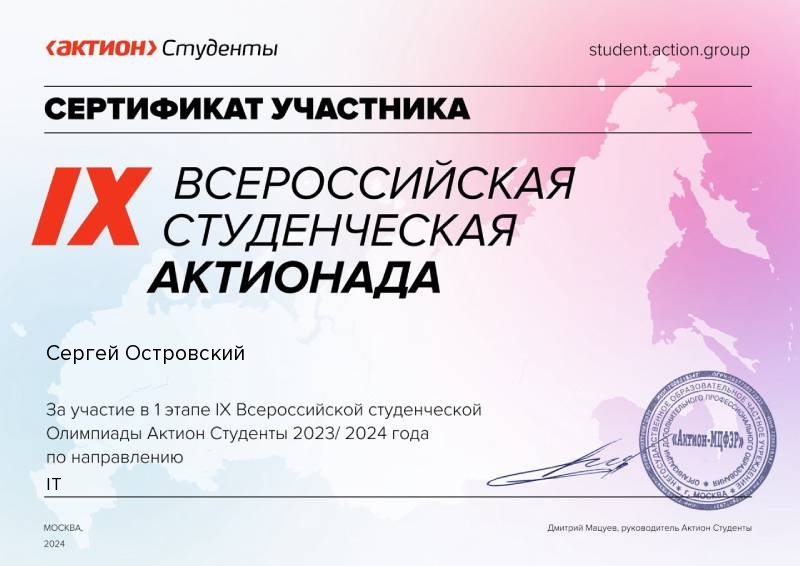 ‹АКТИОН› Студенты
student.action.group
СЕРТИФИКАТ УЧАСТНИКА
IX ВСЕРОССИЙСКАЯ
СТУДЕНЧЕСКАЯ
АКТИОНАДА
Сергей Островский
За участие в 1 этапе IX Всероссийской студенческой
Олимпиады Актион Студенты 2023/ 2024 года
по направлению
IT
НЕГОСУДАРСТВЕННОЕ ОБРАЗОВАТЕЛЬНОЕ ЧАСТНОЕ УЧРЕЖДЕНИЕ
ОРГАНИЗАЦИЯ ДОПОЛНИТЕЛЬНОГО ПРОФЕССИОНАЛЬНОГО ОБРАЗОВАНИЯ
«Актион-МЦФЭР»
* г. МОСКВА *
МОСКВА,
2024
Дмитрий Мацуев, руководитель Актион Студенты